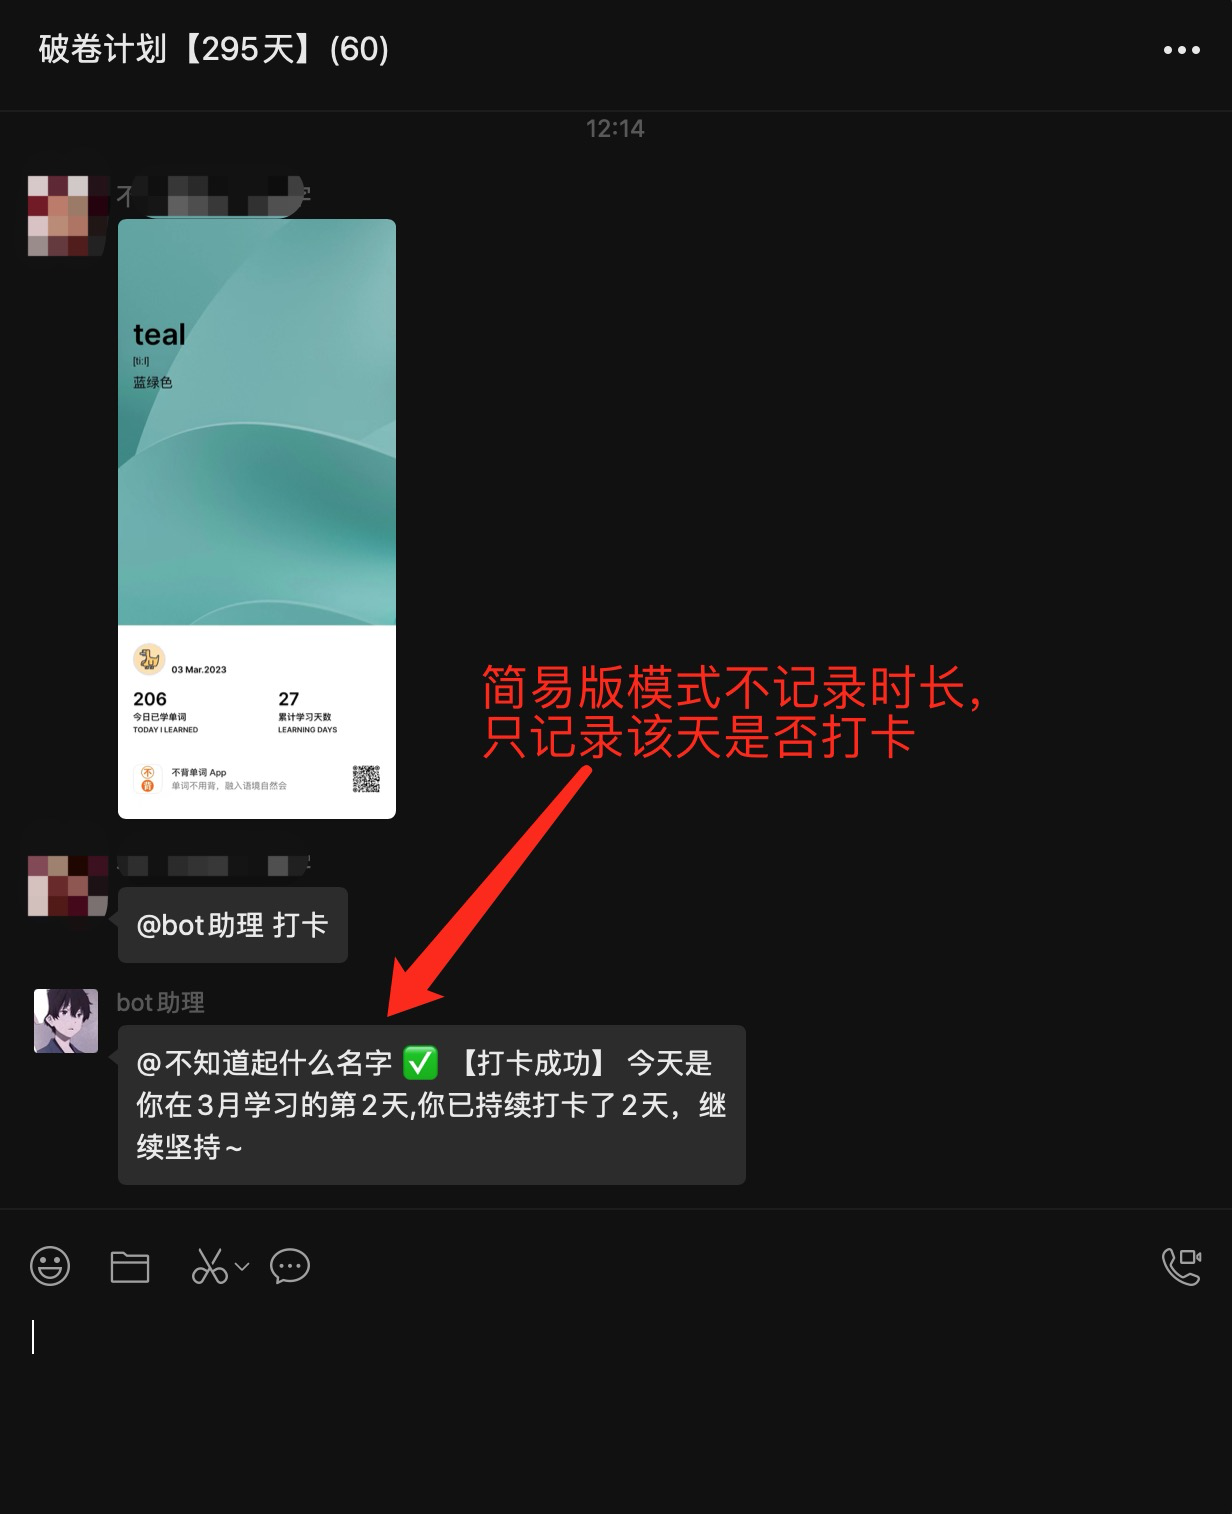 破卷计划【295天】(60)
12:14
不
teal
[ti:l]
蓝绿色
03 Mar.2023
206
27
今日已学单词
累计学习天数
TODAY I LEARNED
LEARNING DAYS
不背
不背单词 App
单词不用背，融入语境自然会
简易版模式不记录时长，
只记录该天是否打卡
@bot助理 打卡
bot助理
@不知道起什么名字 ✅ 【打卡成功】 今天是
你在3月学习的第2天,你已持续打卡了2天，继
续坚持~